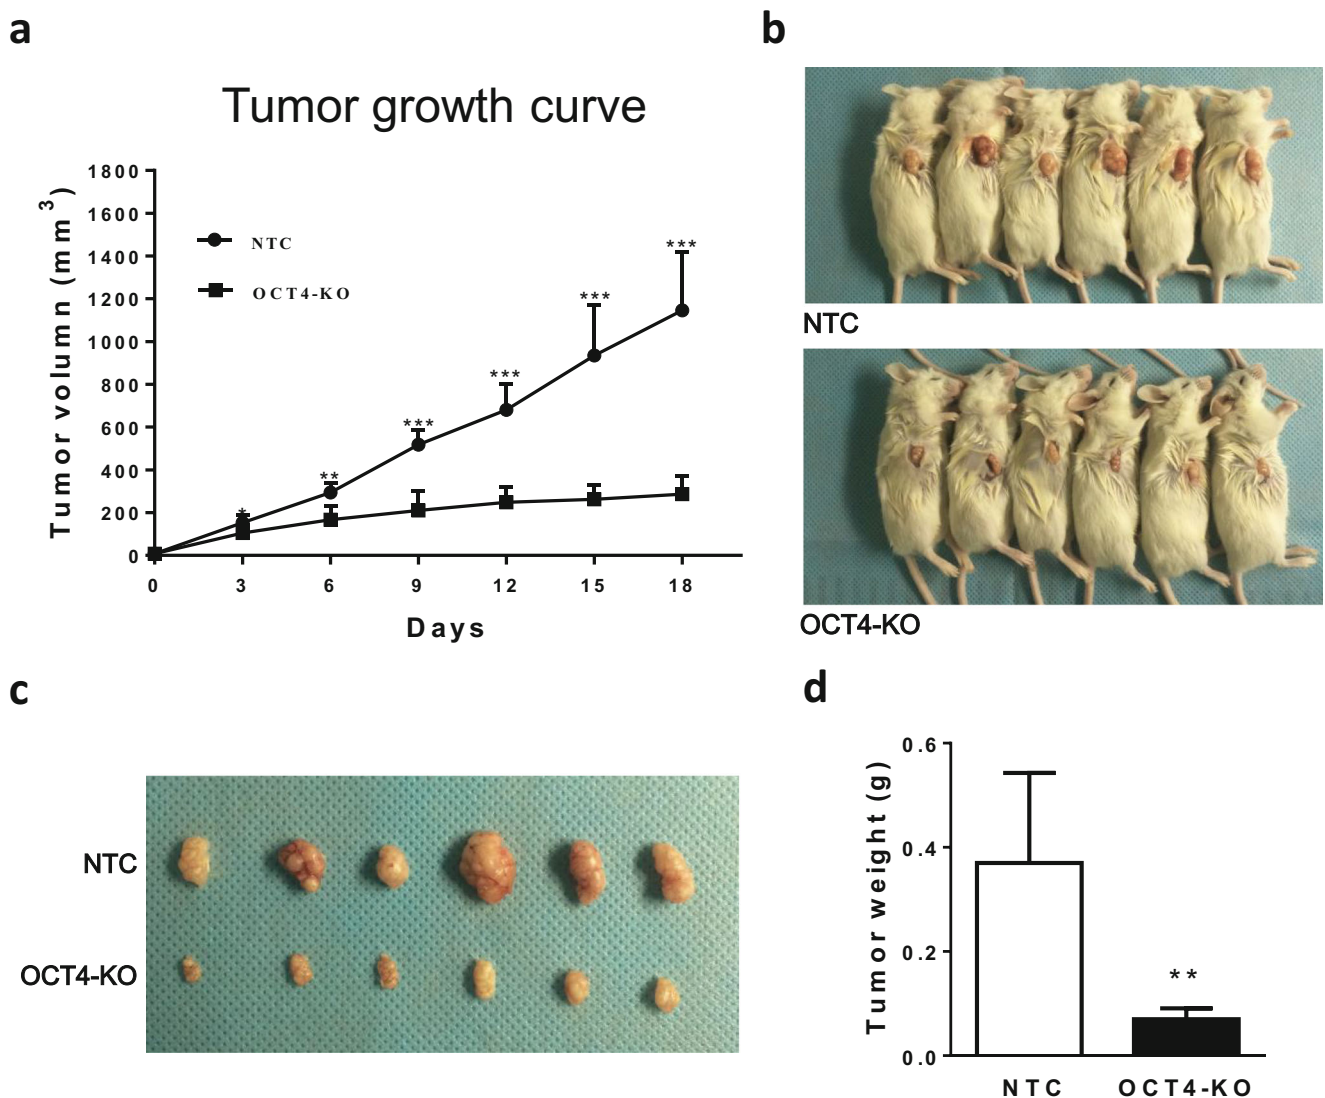 a
Tumor growth curve
Tumor volumn (mm³)
1800
1600
1400
1200
1000
800
600
400
200
0
NTC
OCT4-KO
*
**
***
***
***
***
0 3 6 9 12 15 18
Days
b
NTC
OCT4-KO
c
NTC
OCT4-KO
d
Tumor weight (g)
0.6
0.4
0.2
0.0
**
NTC OCT4-KO